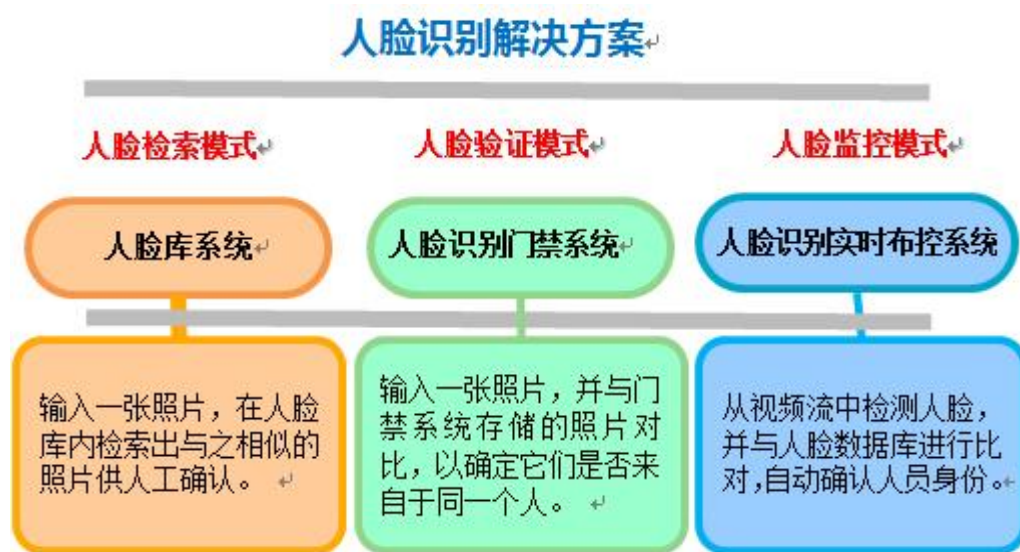 人脸识别解决方案
人脸检索模式
人脸验证模式
人脸监控模式
人脸库系统
人脸识别门禁系统
人脸识别实时布控系统
输入一张照片，在人脸
库内检索出与之相似的
照片供人工确认。
输入一张照片，并与门
禁系统存储的照片对
比，以确定它们是否来
自于同一个人。
从视频流中检测人脸，
并与人脸数据库进行比
对，自动确认人员身份。